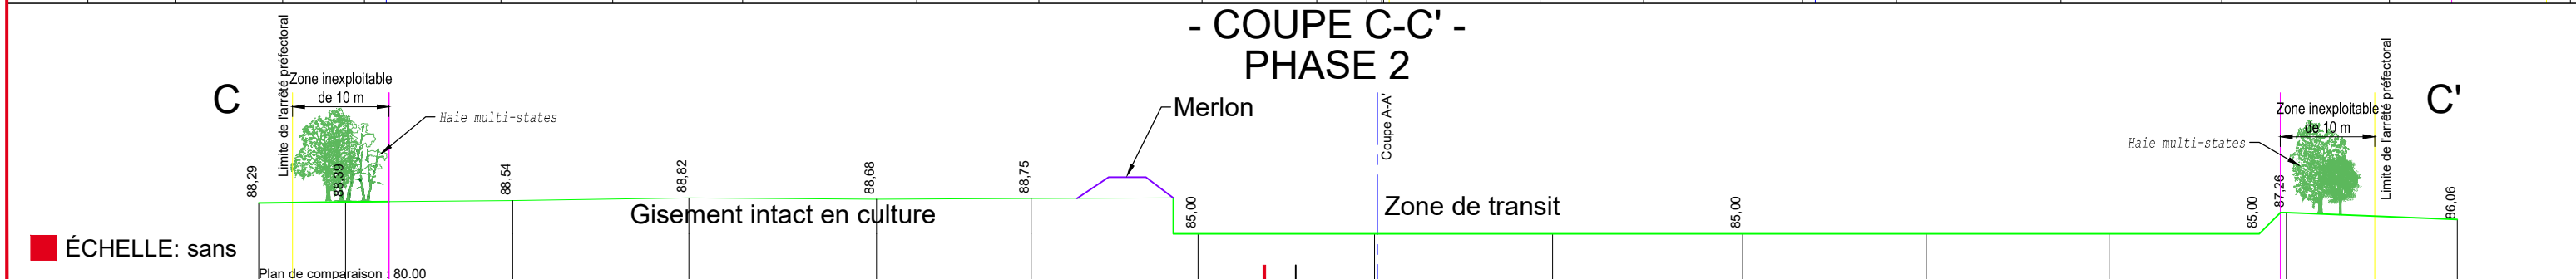 - COUPE C-C' -
PHASE 2
C
Limite de l'arrêté préfectoral
Zone inexploitable
de 10 m
Haie multi-states
Merlon
Coupe A-A'
Haie multi-states
Zone inexploitable
de 10 m
Limite de l'arrêté préfectoral
C'
88,29
88,39
88,54
88,82
88,68
88,75
85,00
85,00
85,00
87,26
86,06
Gisement intact en culture
Zone de transit
ÉCHELLE: sans
Plan de comparaison : 80.00